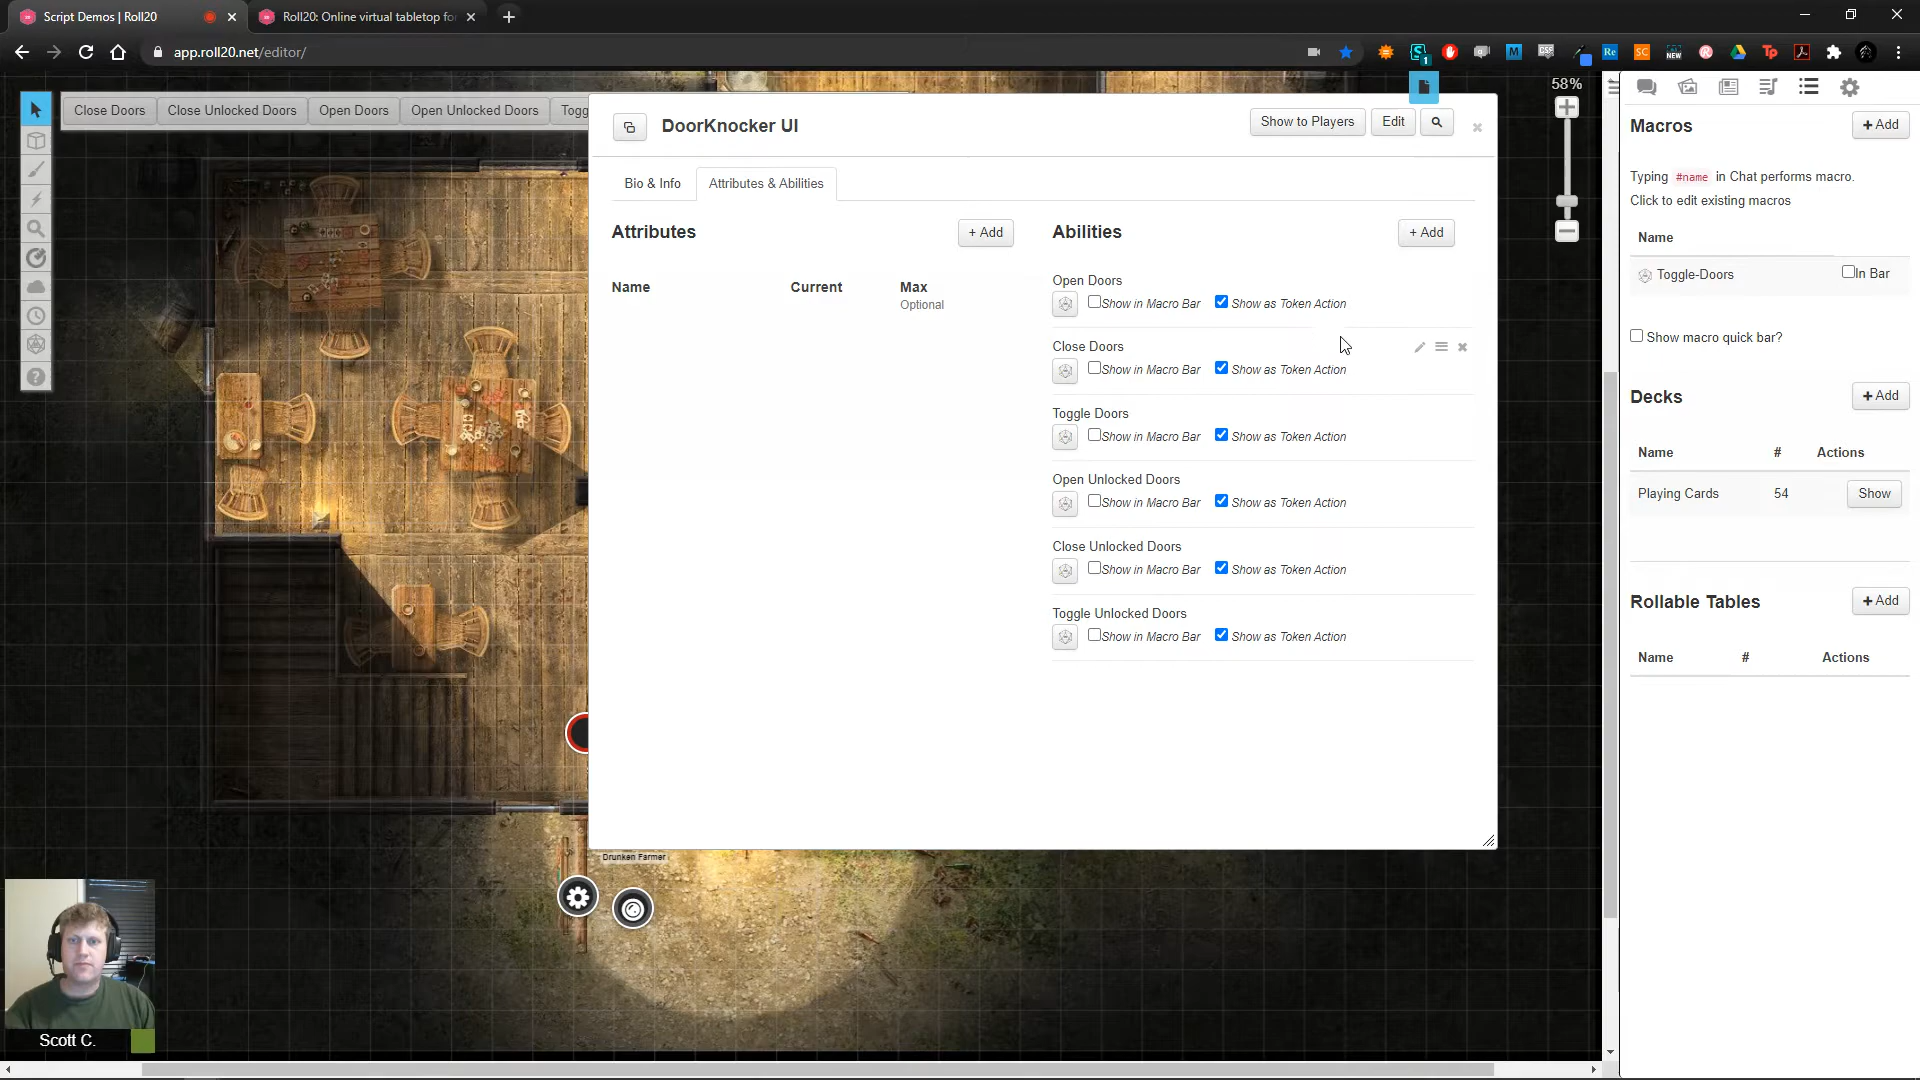 Script Demos | Roll20
Roll20: Online virtual tabletop for
app.roll20.net/editor/
Close Doors
Close Unlocked Doors
Open Doors
Open Unlocked Doors
Togg
DoorKnocker UI
Show to Players
Edit
Bio & Info
Attributes & Abilities
Attributes
+ Add
Name
Current
Max
Optional
Abilities
+ Add
Open Doors
Show in Macro Bar
Show as Token Action
Close Doors
Show in Macro Bar
Show as Token Action
Toggle Doors
Show in Macro Bar
Show as Token Action
Open Unlocked Doors
Show in Macro Bar
Show as Token Action
Close Unlocked Doors
Show in Macro Bar
Show as Token Action
Toggle Unlocked Doors
Show in Macro Bar
Show as Token Action
58%
Macros
+ Add
Typing #name in Chat performs macro.
Click to edit existing macros
Name
Toggle-Doors
In Bar
Show macro quick bar?
Decks
+ Add
Name # Actions
Playing Cards 54 Show
Rollable Tables
+ Add
Name # Actions
Drunken Farmer
Scott C.